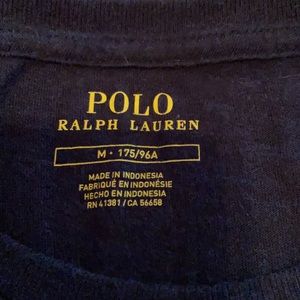 POLO
RALPH LAUREN
M • 175/96A
MADE IN INDONESIA
FABRIQUÉ EN INDONÉSIE
HECHO EN INDONESIA
RN 41381 / CA 56658